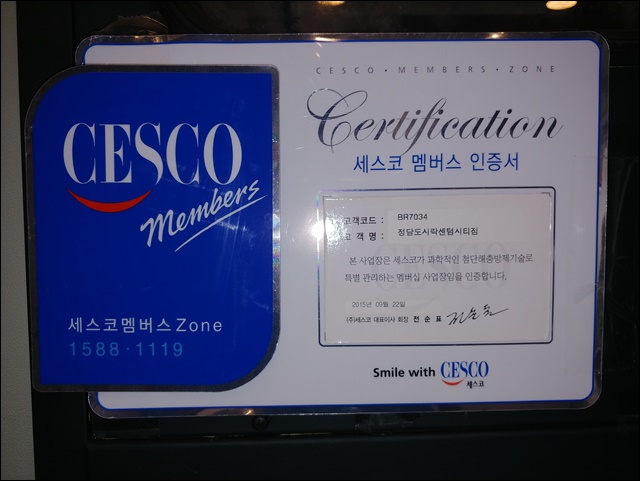 CESCO
Members
세스코멤버스Zone
1588·1119
CESCO · MEMBERS · ZONE
Certification
세스코 멤버스 인증서
고객코드 : BR7034
고 객 명 : 정담도시락센텀시티점
본 사업장은 세스코가 과학적인 첨단해충방제기술로
특별 관리하는 멤버십 사업장임을 인증합니다.
2015년 09월 22일
(주)세스코 대표이사 회장 전 순 표
Smile with CESCO
세스코